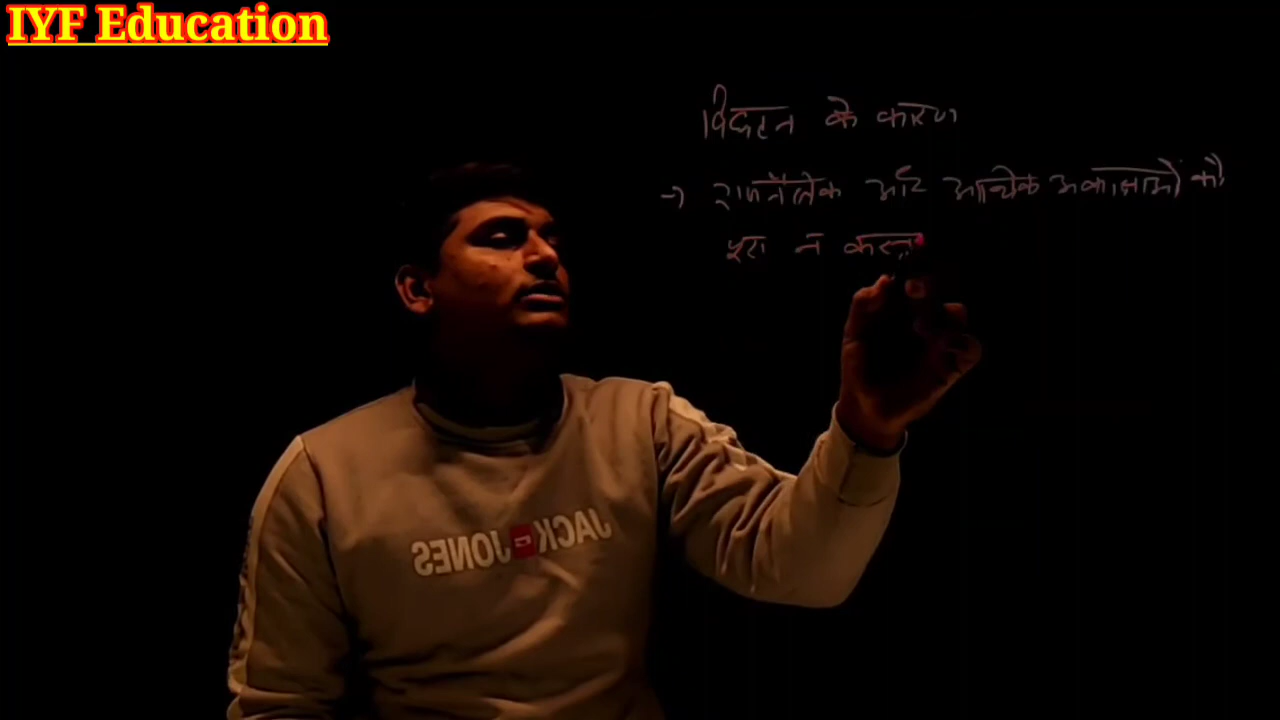 IYF Education
विघटन के कारण
→ राजनैतिक और आर्थिक अकांक्षाओं को
पूरा न करना
JACK JONES